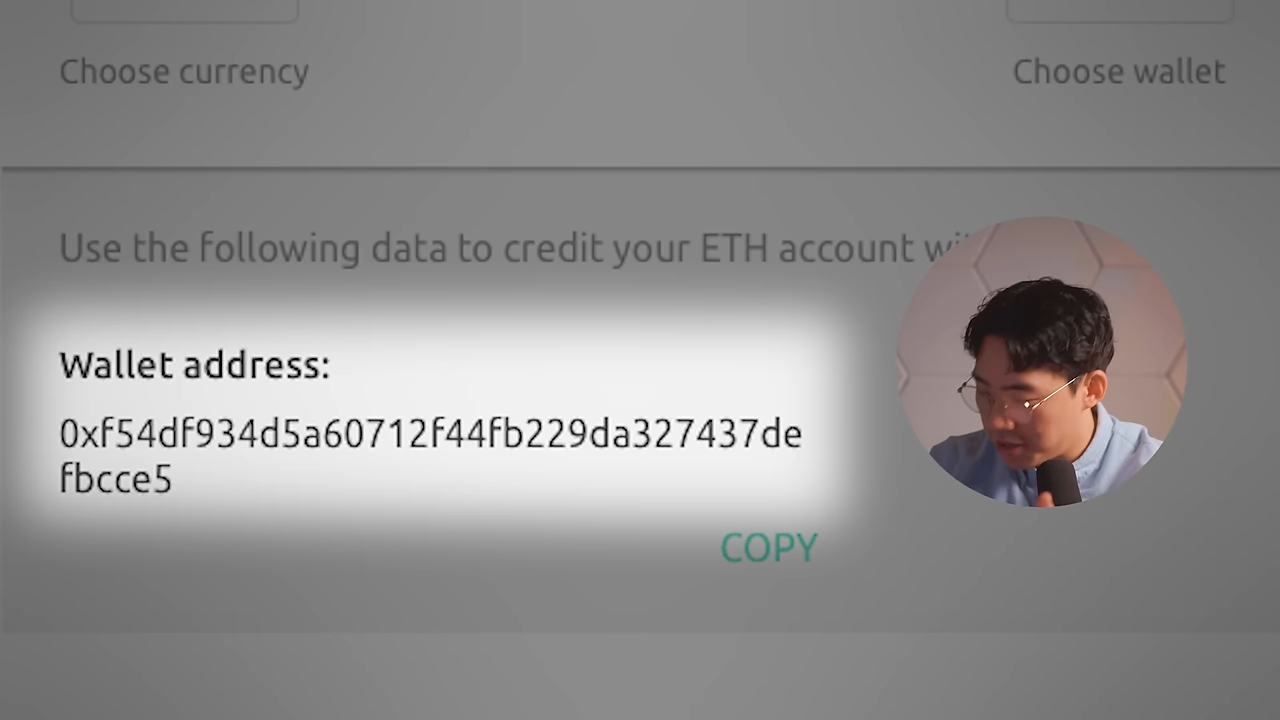 Choose currency
Choose wallet
Use the following data to credit your ETH account
Wallet address:
0xf54df934d5a60712f44fb229da327437de
fbcce5
COPY